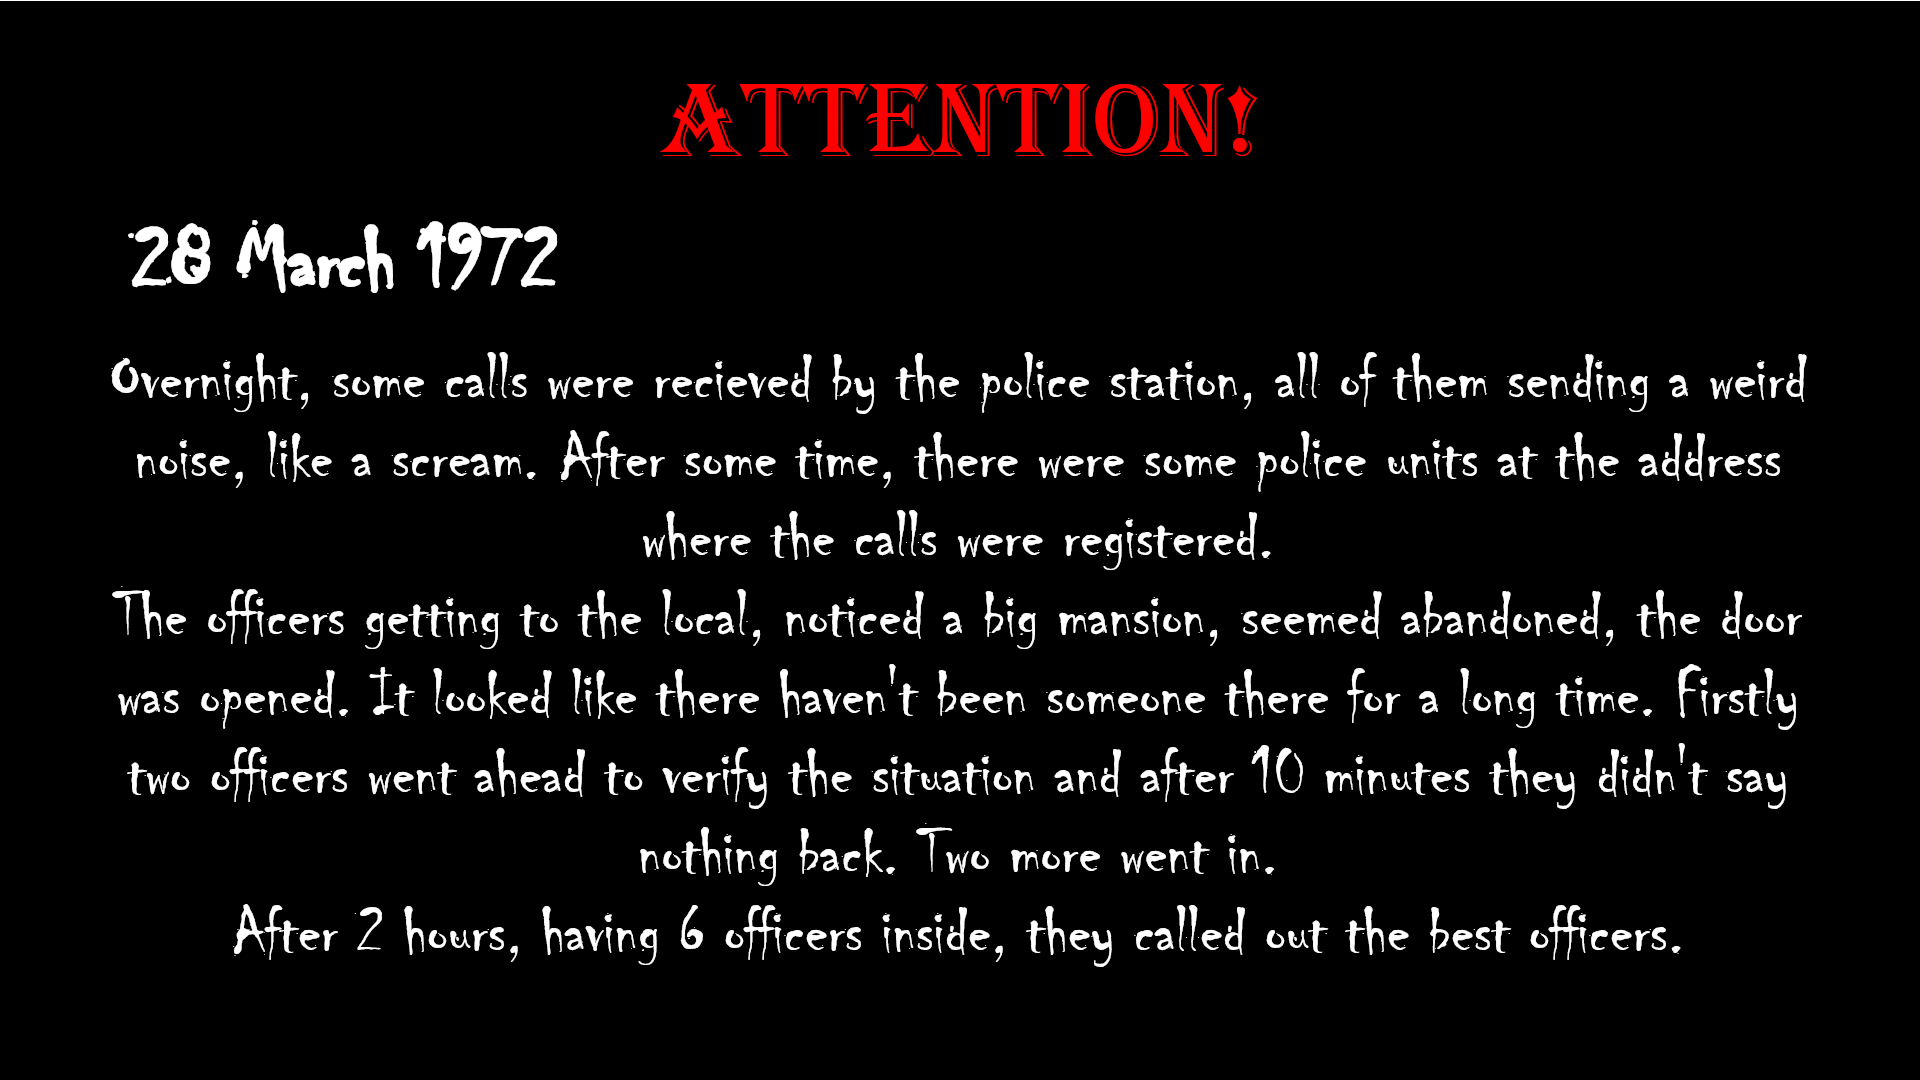 ATTENTION!
28 March 1972
Overnight, some calls were recieved by the police station, all of them sending a weird
noise, like a scream. After some time, there were some police units at the address
where the calls were registered.
The officers getting to the local, noticed a big mansion, seemed abandoned, the door
was opened. It looked like there haven't been someone there for a long time. Firstly
two officers went ahead to verify the situation and after 10 minutes they didn't say
nothing back. Two more went in.
After 2 hours, having 6 officers inside, they called out the best officers.